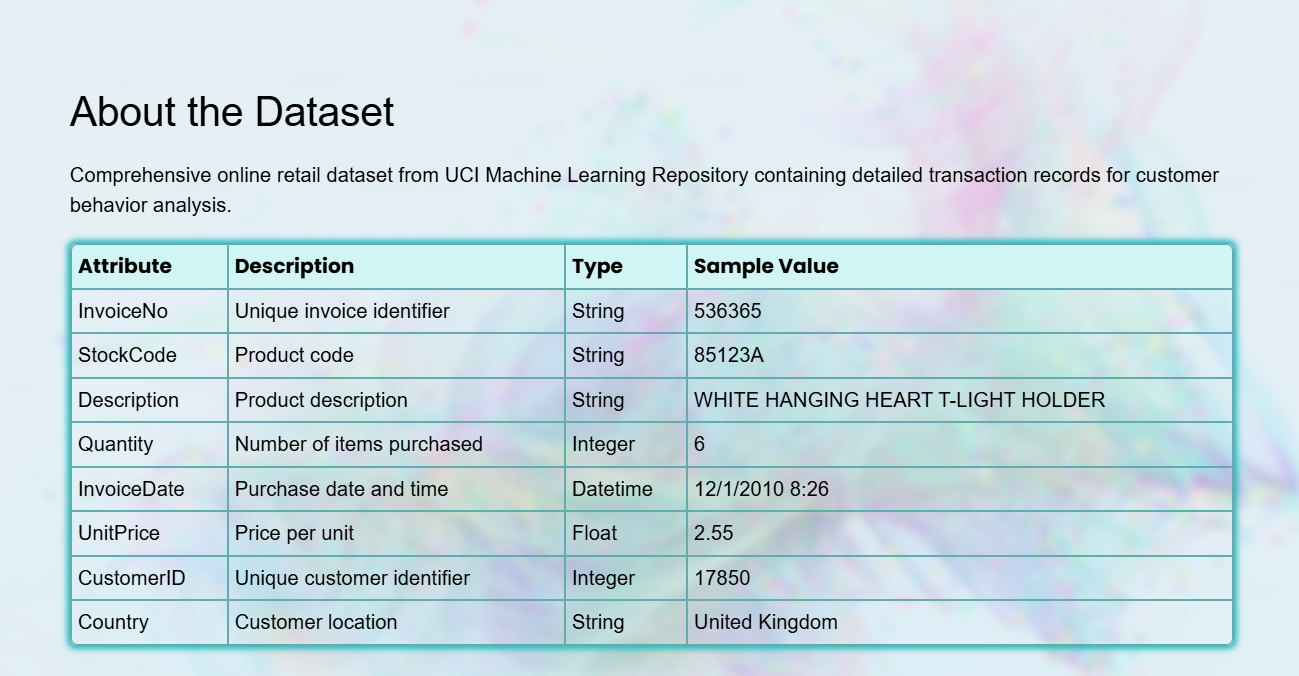 About the Dataset
Comprehensive online retail dataset from UCI Machine Learning Repository containing detailed transaction records for customer
behavior analysis.
Attribute Description Type Sample Value
InvoiceNo Unique invoice identifier String 536365
StockCode Product code String 85123A
Description Product description String WHITE HANGING HEART T-LIGHT HOLDER
Quantity Number of items purchased Integer 6
InvoiceDate Purchase date and time Datetime 12/1/2010 8:26
UnitPrice Price per unit Float 2.55
CustomerID Unique customer identifier Integer 17850
Country Customer location String United Kingdom